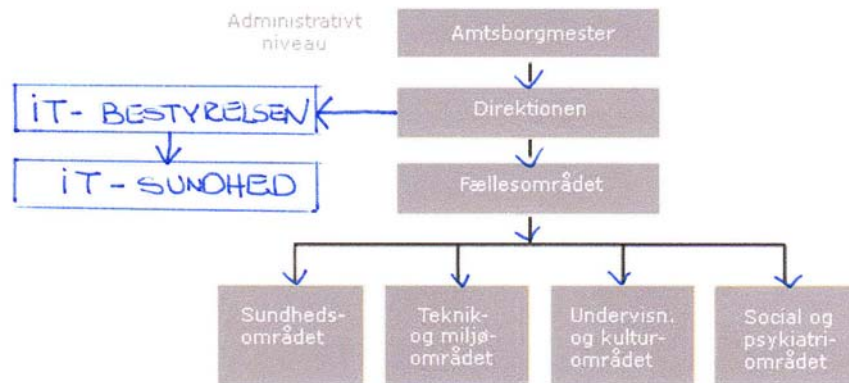 Administrativt
niveau
Amtsborgmester
Direktionen
iT- BESTYRELSEN
iT - SUNDHED
Fællesområdet
Sundheds-
området
Teknik-
og miljø-
området
Undervisn.
og kultur-
området
Social og
psykiatri-
området